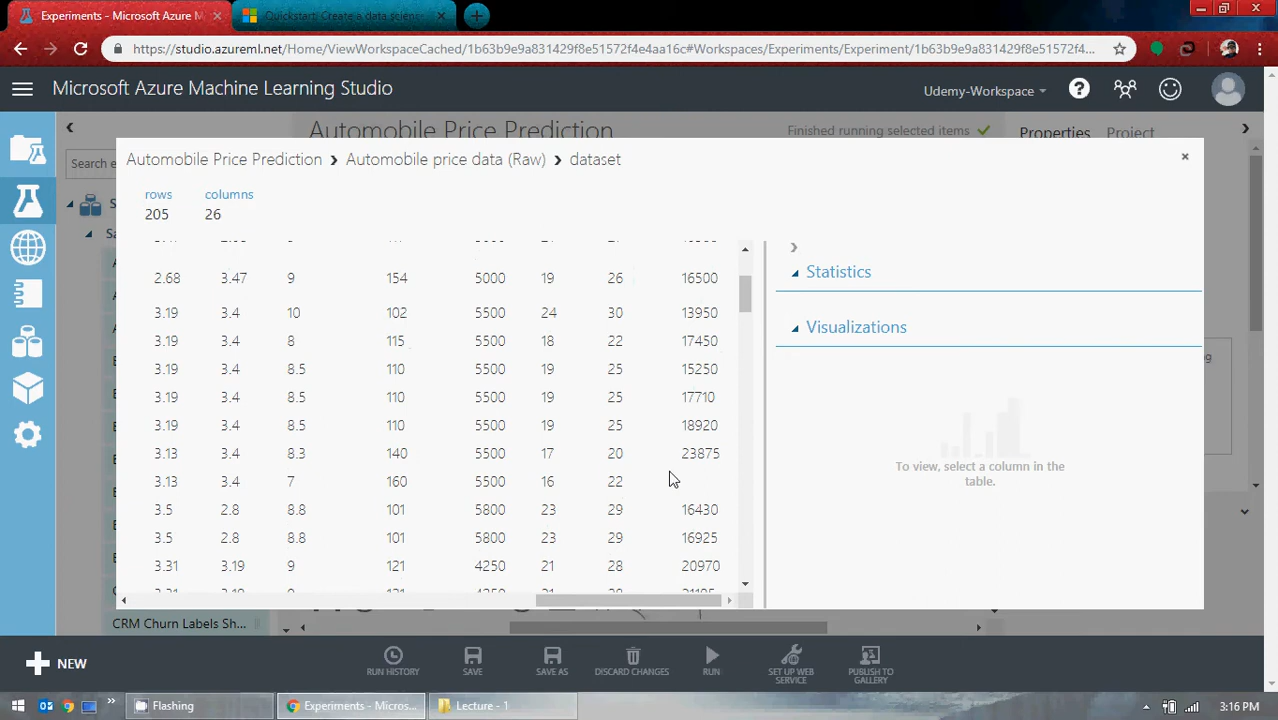 Experiments - Microsoft Azure M
Quickstart: Create a data scienc
https://studio.azureml.net/Home/ViewWorkspaceCached/1b63b9e9a831429f8e51572f4e4aa16c#Workspaces/Experiments/Experiment/1b63b9e9a831429f8e51572f4...
Microsoft Azure Machine Learning Studio
Udemy-Workspace
Automobile Price Prediction
Finished running selected items
Properties Project
Search e
Automobile Price Prediction > Automobile price data (Raw) > dataset
rows columns
205 26
2.68 3.47 9 154 5000 19 26 16500
3.19 3.4 10 102 5500 24 30 13950
3.19 3.4 8 115 5500 18 22 17450
3.19 3.4 8.5 110 5500 19 25 15250
3.19 3.4 8.5 110 5500 19 25 17710
3.19 3.4 8.5 110 5500 19 25 18920
3.13 3.4 8.3 140 5500 17 20 23875
3.13 3.4 7 160 5500 16 22
3.5 2.8 8.8 101 5800 23 29 16430
3.5 2.8 8.8 101 5800 23 29 16925
3.31 3.19 9 121 4250 21 28 20970
Statistics
Visualizations
To view, select a column in the
table.
CRM Churn Labels Sh...
NEW
RUN HISTORY
SAVE
SAVE AS
DISCARD CHANGES
RUN
SET UP WEB
SERVICE
PUBLISH TO
GALLERY
Flashing
Experiments - Micros...
Lecture - 1
3:16 PM